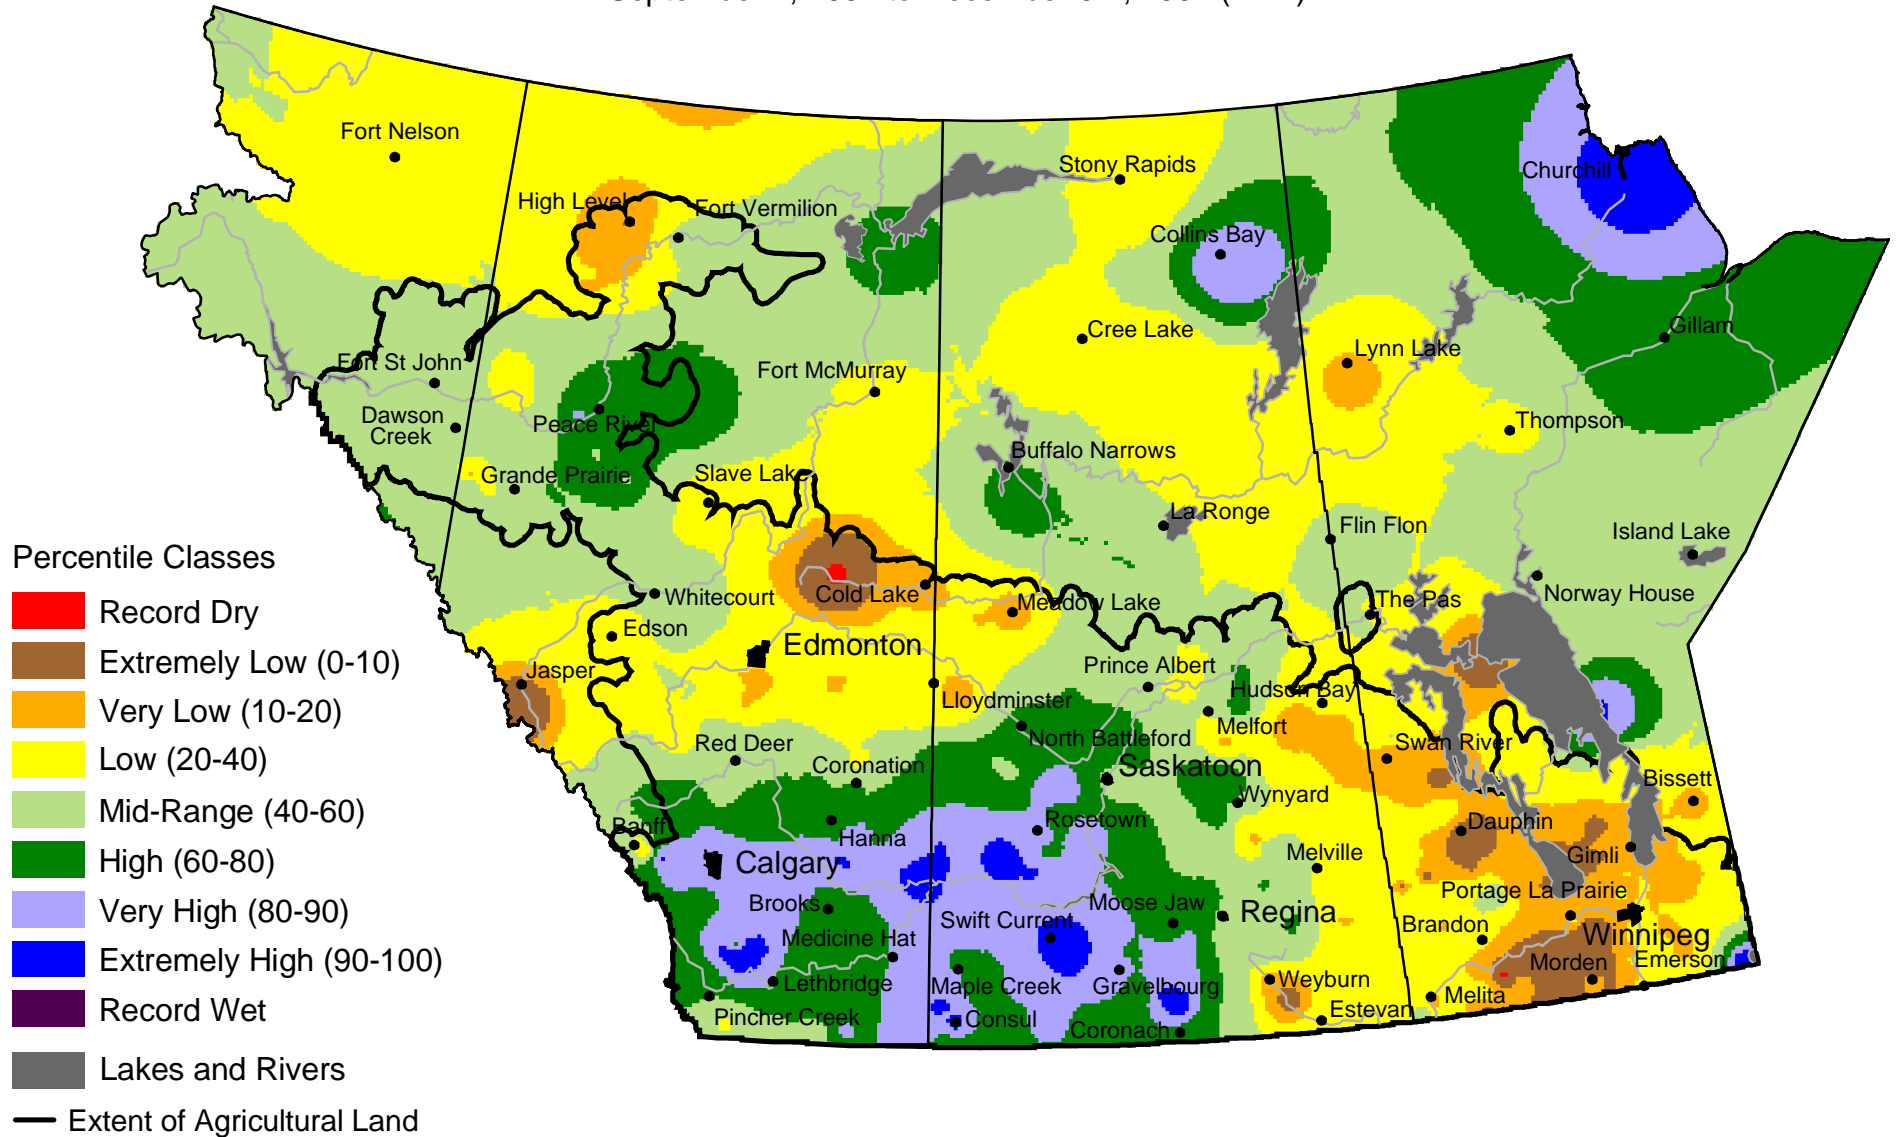 Fort Nelson
High Level
Fort Vermilion
Stony Rapids
Churchill
Collins Bay
Cree Lake
Gillam
Lynn Lake
Fort St John
Fort McMurray
Dawson
Creek
Peace River
Thompson
Buffalo Narrows
Grande Prairie
Slave Lake
La Ronge
Flin Flon
Island Lake
Whitecourt
Cold Lake
Meadow Lake
The Pas
Norway House
Edson
Edmonton
Jasper
Prince Albert
Hudson Bay
Lloydminster
Melfort
North Battleford
Red Deer
Coronation
Saskatoon
Swan River
Bissett
Wynyard
Banff
Hanna
Rosetown
Dauphin
Calgary
Melville
Gimli
Brooks
Moose Jaw
Regina
Portage La Prairie
Swift Current
Brandon
Winnipeg
Medicine Hat
Morden
Emerson
Lethbridge
Maple Creek
Gravelbourg
Weyburn
Melita
Pincher Creek
Consul
Coronach
Estevan
Percentile Classes
Record Dry
Extremely Low (0-10)
Very Low (10-20)
Low (20-40)
Mid-Range (40-60)
High (60-80)
Very High (80-90)
Extremely High (90-100)
Record Wet
Lakes and Rivers
Extent of Agricultural Land